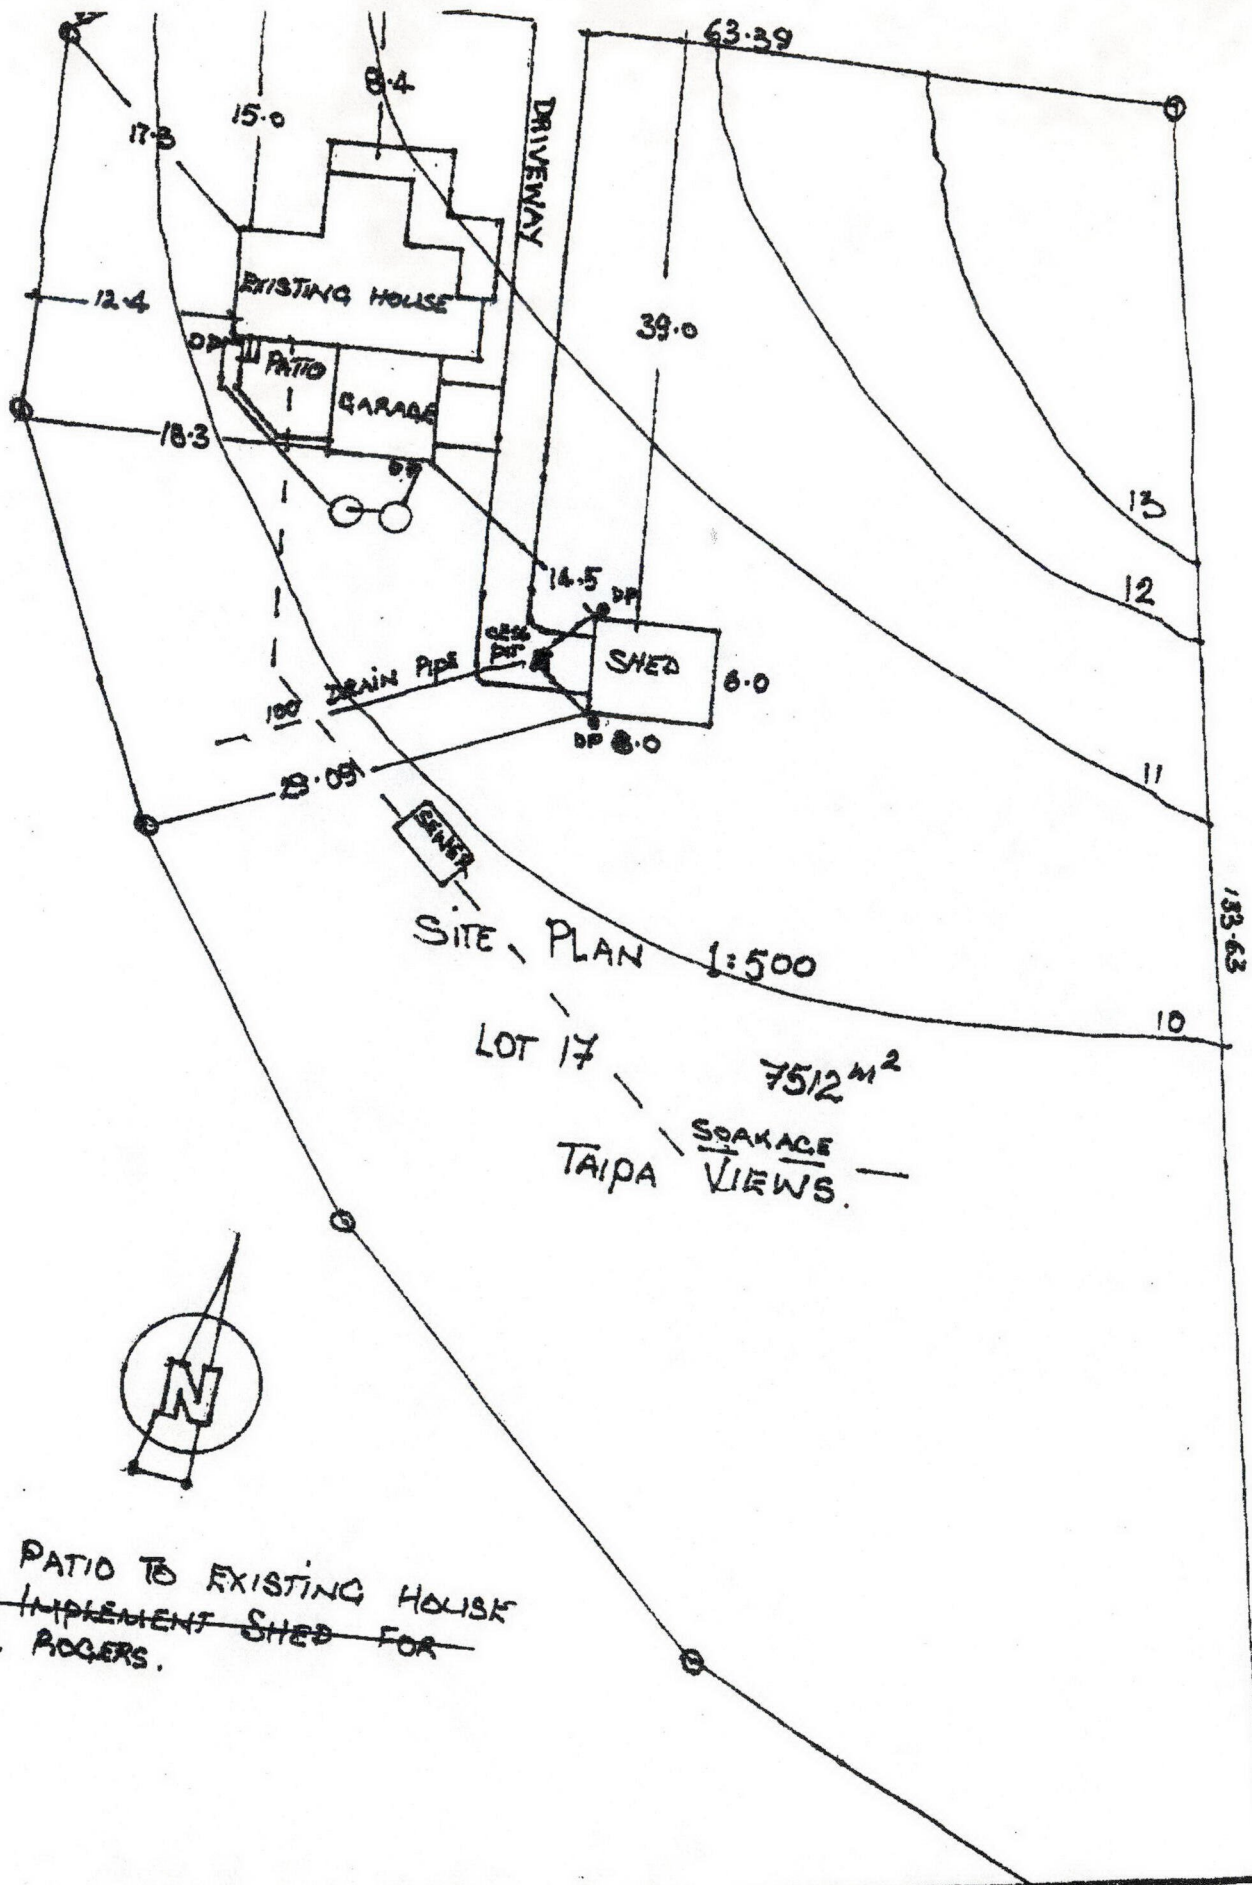 63.39
8.4
15.0
17.3
DRIVEWAY
EXISTING HOUSE
12.4
39.0
DP
PATIO
GARAGE
18.3
DP
13
14.5
DP
12
CESS
PIT
SHED
6.0
100 DRAIN PIPE
DP 8.0
29.09
11
SEWER
133.63
SITE PLAN 1:500
10
LOT 17
7512 m²
SOAKAGE
TAIPA VIEWS.
N
PATIO TO EXISTING HOUSE
IMPLEMENT SHED FOR
ROGERS.